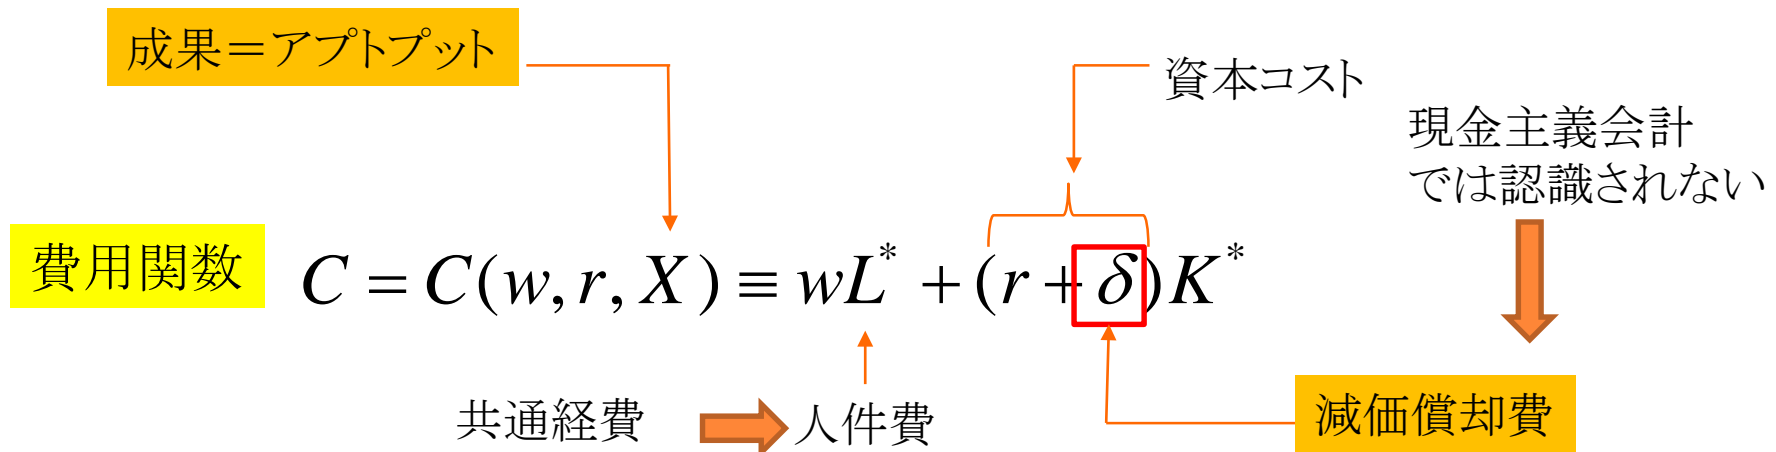 成果＝アプトプット
資本コスト
現金主義会計
では認識されない
費用関数
C = C(w, r, X) ≡ wL* + (r + δ)K*
共通経費
人件費
減価償却費